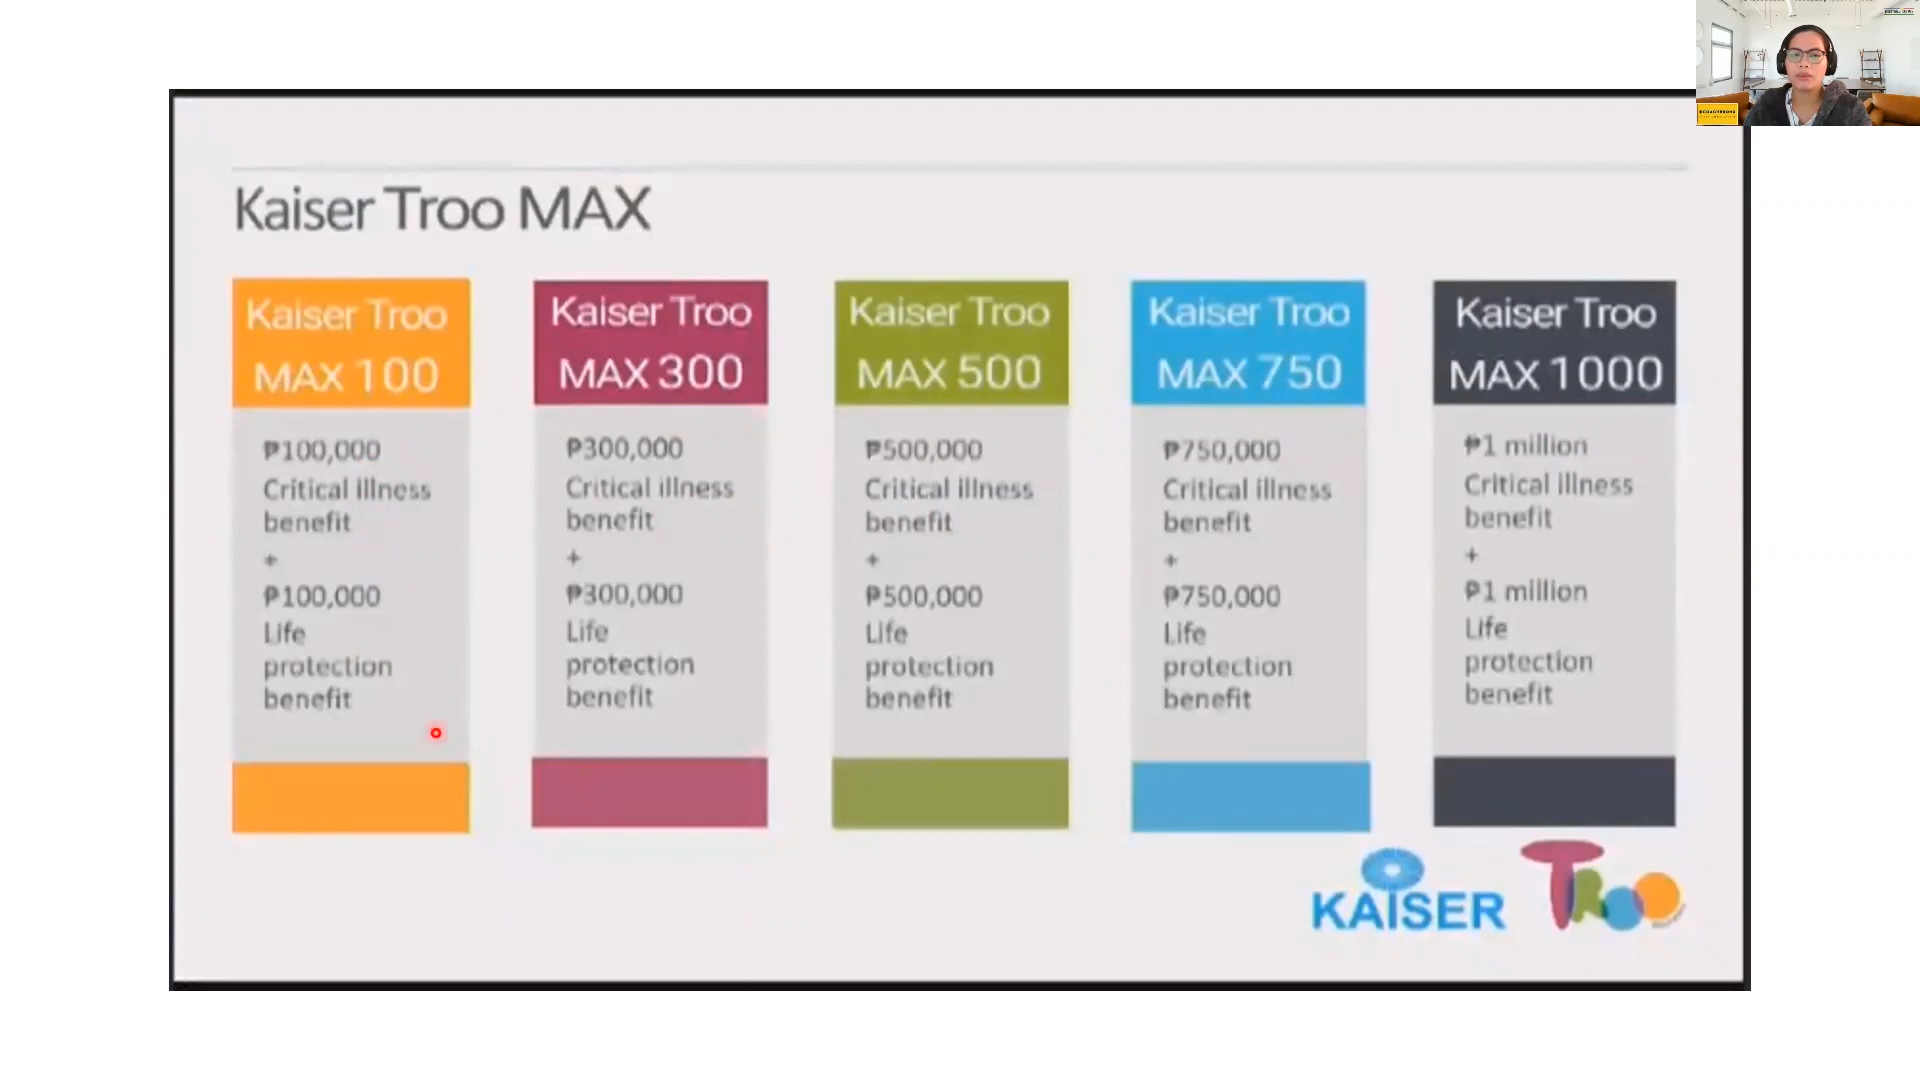 Kaiser Troo MAX
Kaiser Troo
MAX 100
₱100,000
Critical illness
benefit
+
₱100,000
Life
protection
benefit
Kaiser Troo
MAX 300
₱300,000
Critical illness
benefit
+
₱300,000
Life
protection
benefit
Kaiser Troo
MAX 500
₱500,000
Critical illness
benefit
+
₱500,000
Life
protection
benefit
Kaiser Troo
MAX 750
₱750,000
Critical illness
benefit
+
₱750,000
Life
protection
benefit
Kaiser Troo
MAX 1000
₱1 million
Critical illness
benefit
+
₱1 million
Life
protection
benefit
KAISER
TRoo